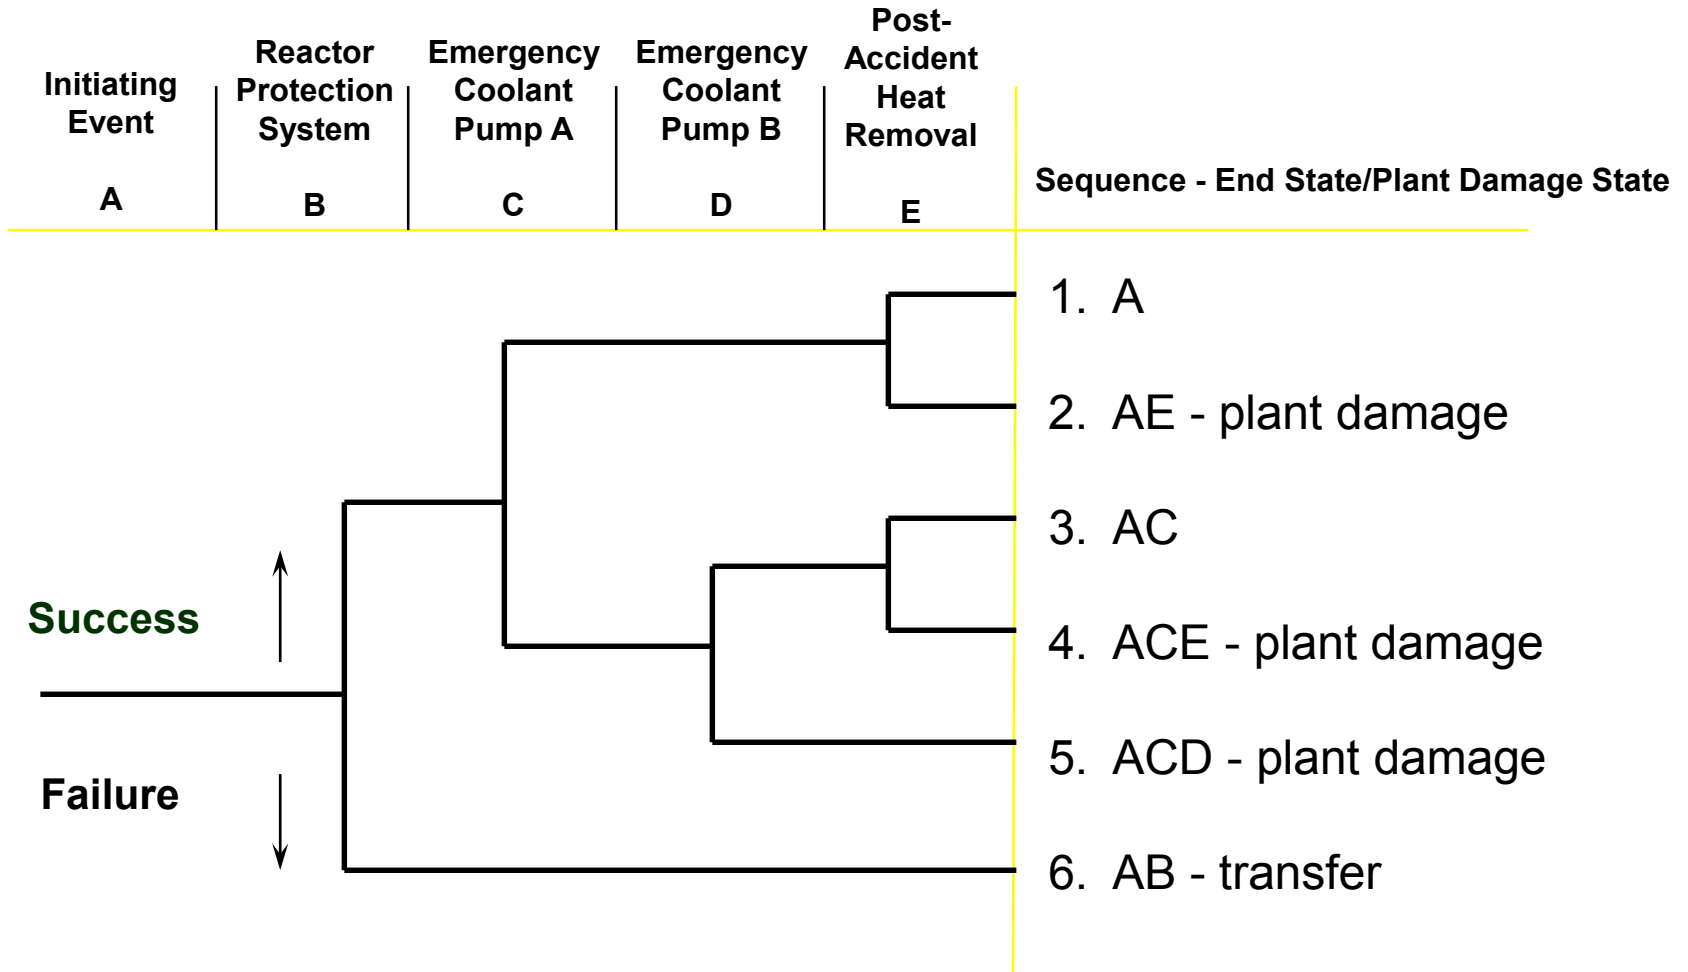 Initiating
Event
A
Reactor
Protection
System
B
Emergency
Coolant
Pump A
C
Emergency
Coolant
Pump B
D
Post-
Accident
Heat
Removal
E
Sequence - End State/Plant Damage State
1. A
2. AE - plant damage
3. AC
4. ACE - plant damage
5. ACD - plant damage
6. AB - transfer
Success
Failure